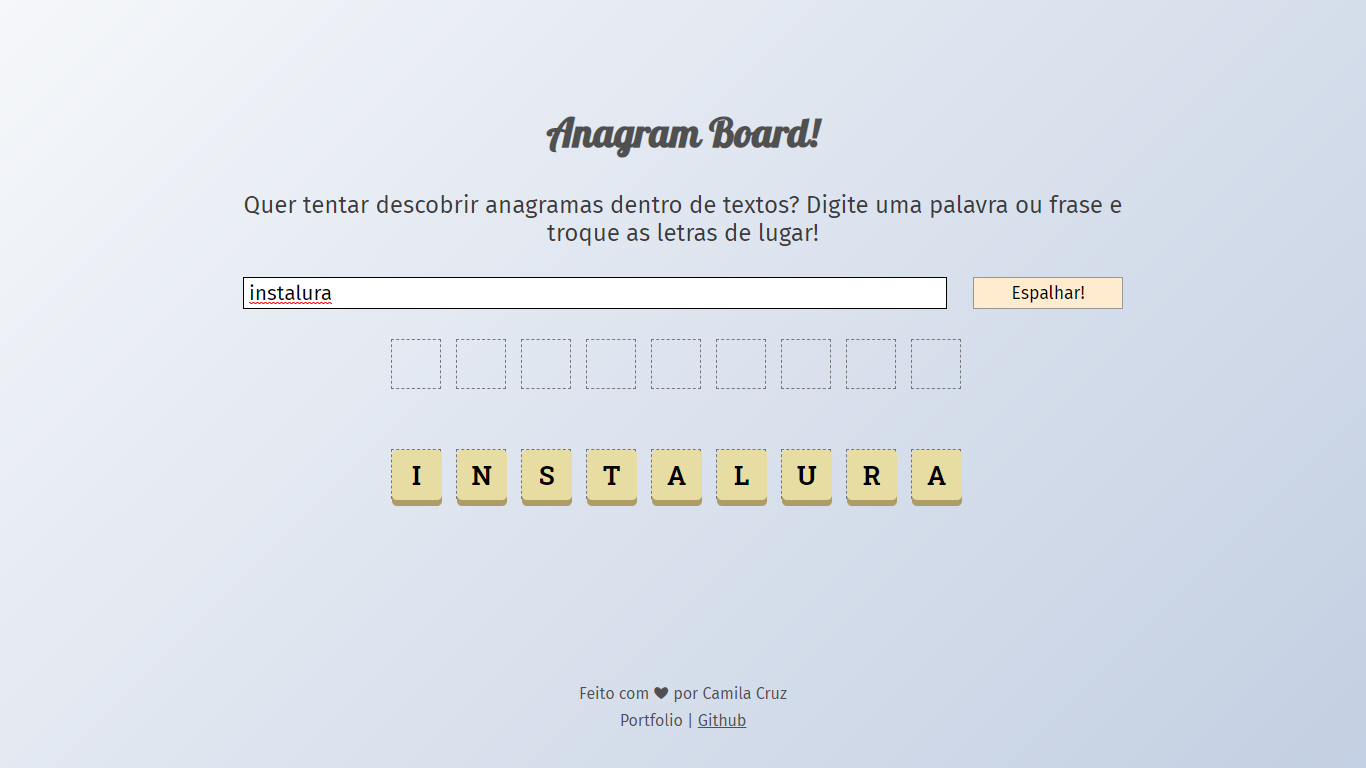 Anagram Board!
Quer tentar descobrir anagramas dentro de textos? Digite uma palavra ou frase e
troque as letras de lugar!
instalura Espalhar!
I N S T A L U R A
Feito com ❤ por Camila Cruz
Portfolio | Github